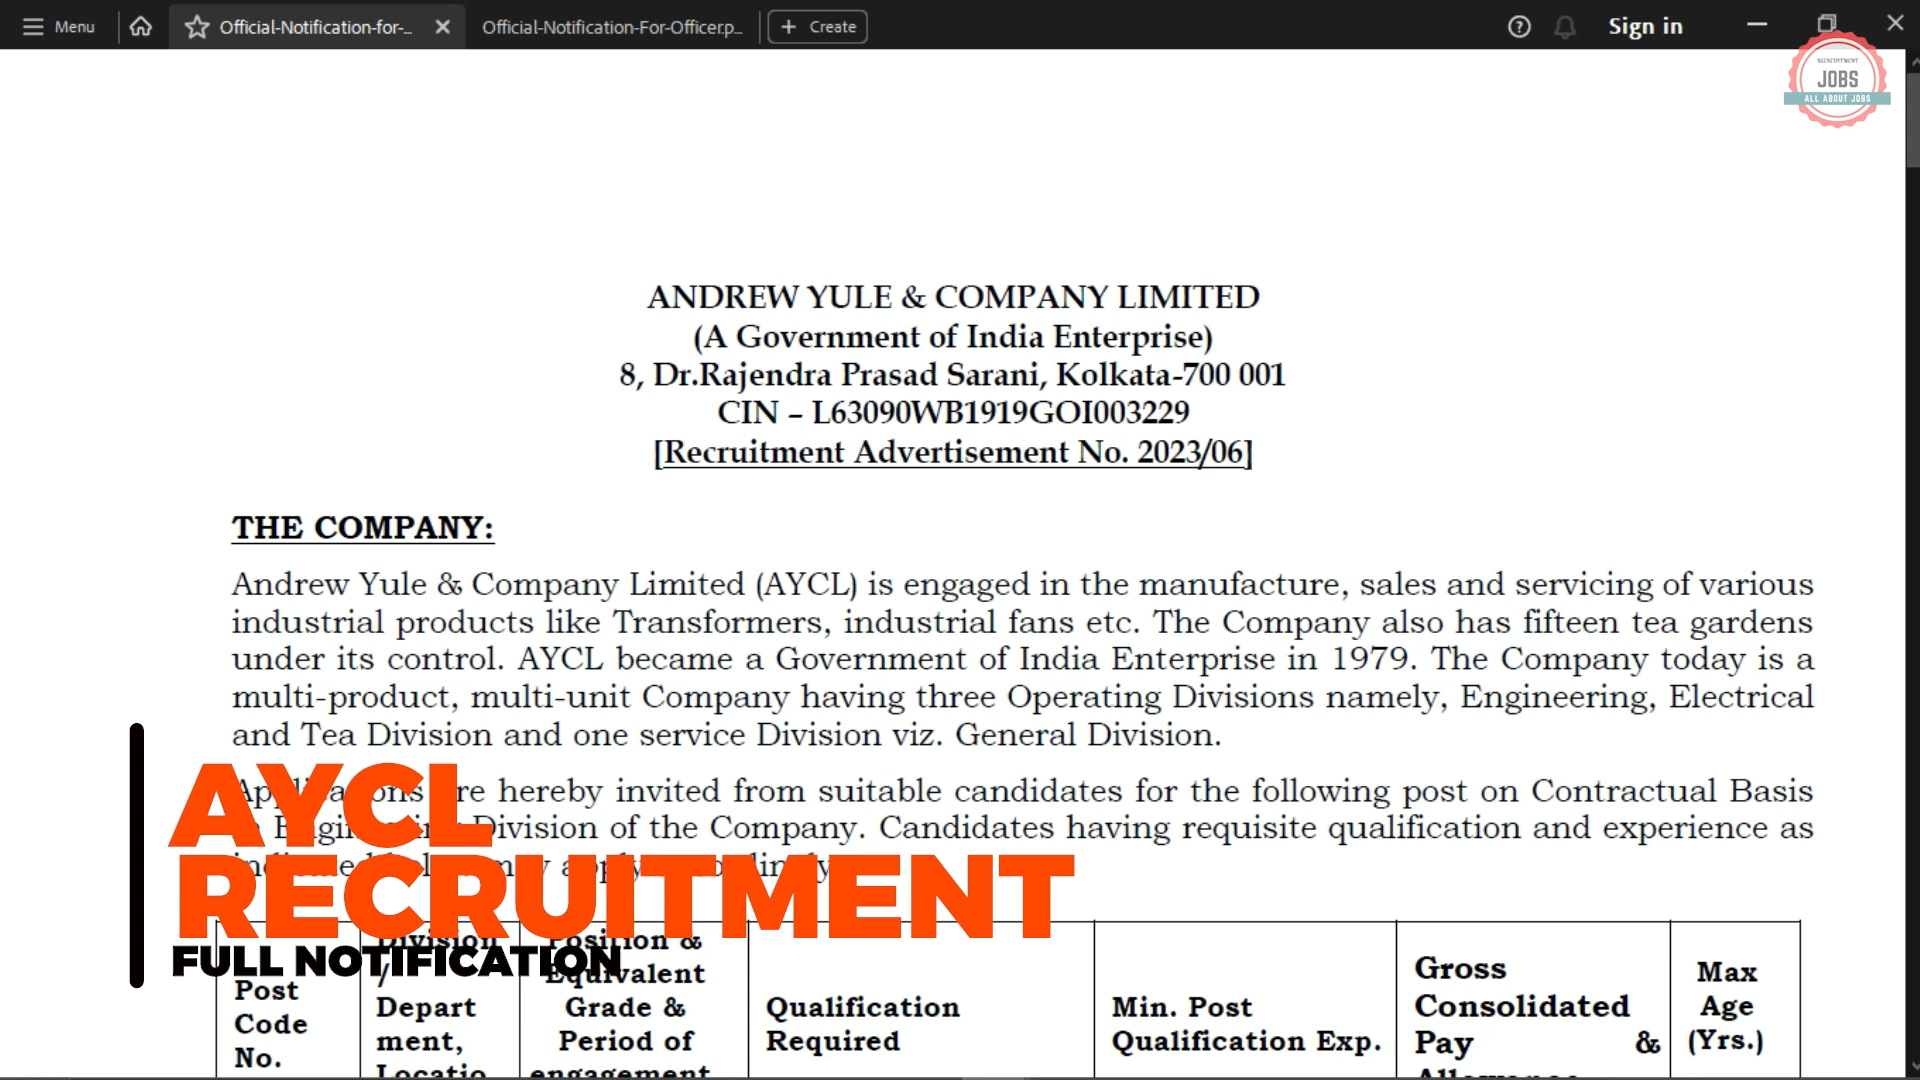 Menu
Official-Notification-for-...
Official-Notification-For-Officer.p...
Create
Sign in
RECRUITMENT
JOBS
ALL ABOUT JOBS
ANDREW YULE & COMPANY LIMITED
(A Government of India Enterprise)
8, Dr.Rajendra Prasad Sarani, Kolkata-700 001
CIN – L63090WB1919GOI003229
[Recruitment Advertisement No. 2023/06]
THE COMPANY:
Andrew Yule & Company Limited (AYCL) is engaged in the manufacture, sales and servicing of various
industrial products like Transformers, industrial fans etc. The Company also has fifteen tea gardens
under its control. AYCL became a Government of India Enterprise in 1979. The Company today is a
multi-product, multi-unit Company having three Operating Divisions namely, Engineering, Electrical
and Tea Division and one service Division viz. General Division.
hereby invited from suitable candidates for the following post on Contractual Basis
Division of the Company. Candidates having requisite qualification and experience as
AYCL
RECRUITMENT
FULL NOTIFICATION
Post
Code
No.
Division
/
Depart
ment,
Position &
Equivalent
Grade &
Period of
engagement
Qualification
Required
Min. Post
Qualification Exp.
Gross
Consolidated
Pay &
Max
Age
(Yrs.)